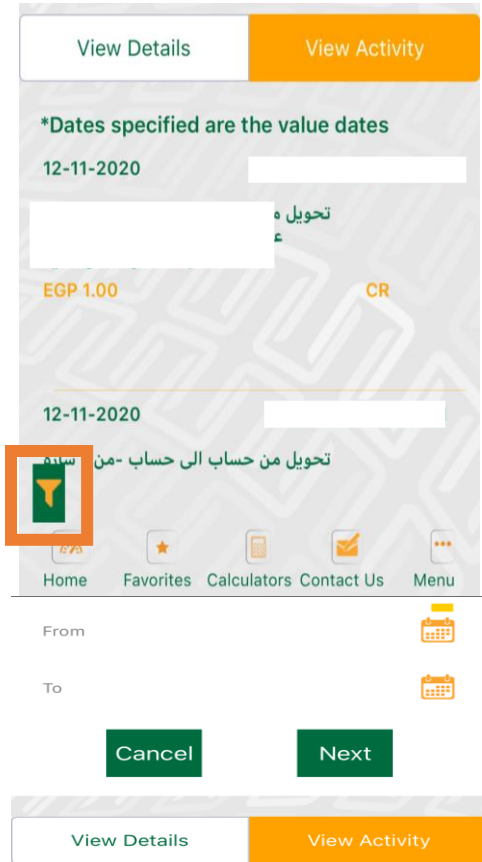 View Details View Activity
*Dates specified are the value dates
12-11-2020
تحويل
EGP 1.00 CR
12-11-2020
تحويل من حساب الى حساب -من
Home Favorites Calculators Contact Us Menu
From
To
Cancel Next
View Details View Activity